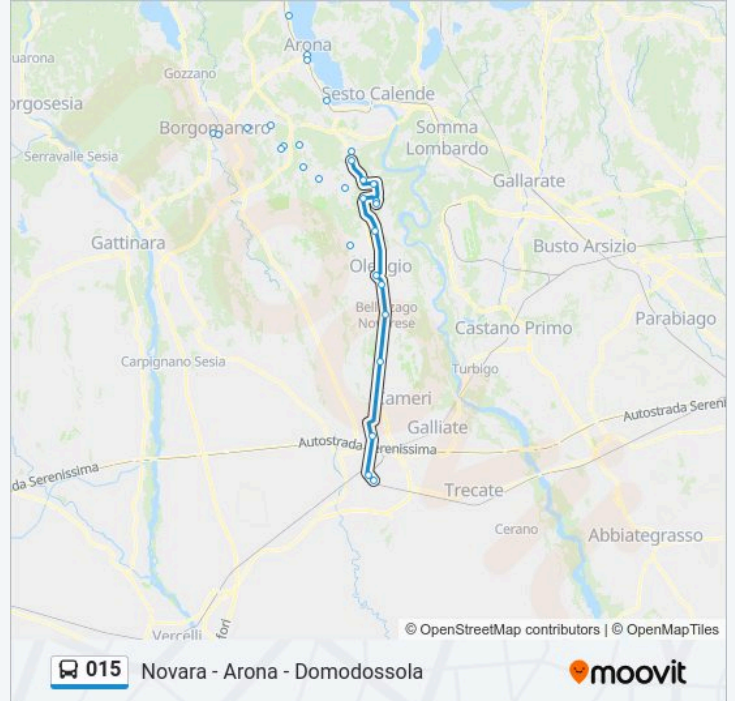 Arona
uarona
Gozzano
Sesto Calende
orgosesia
Borgomanero
Somma
Lombardo
Serravalle Sesia
Gallarate
Gattinara
Busto Arsizio
Oleggio
Bellinzago
Novarese
Castano Primo
Parabiago
Carpignano Sesia
Turbigo
Cameri
Galliate
Autostrada Sereni
Autostrada Serenissima
da Serenissima
Trecate
Cerano
Abbiategrasso
Vercelli
fori
© OpenStreetMap contributors | © OpenMapTiles
015 Novara - Arona - Domodossola
moovit